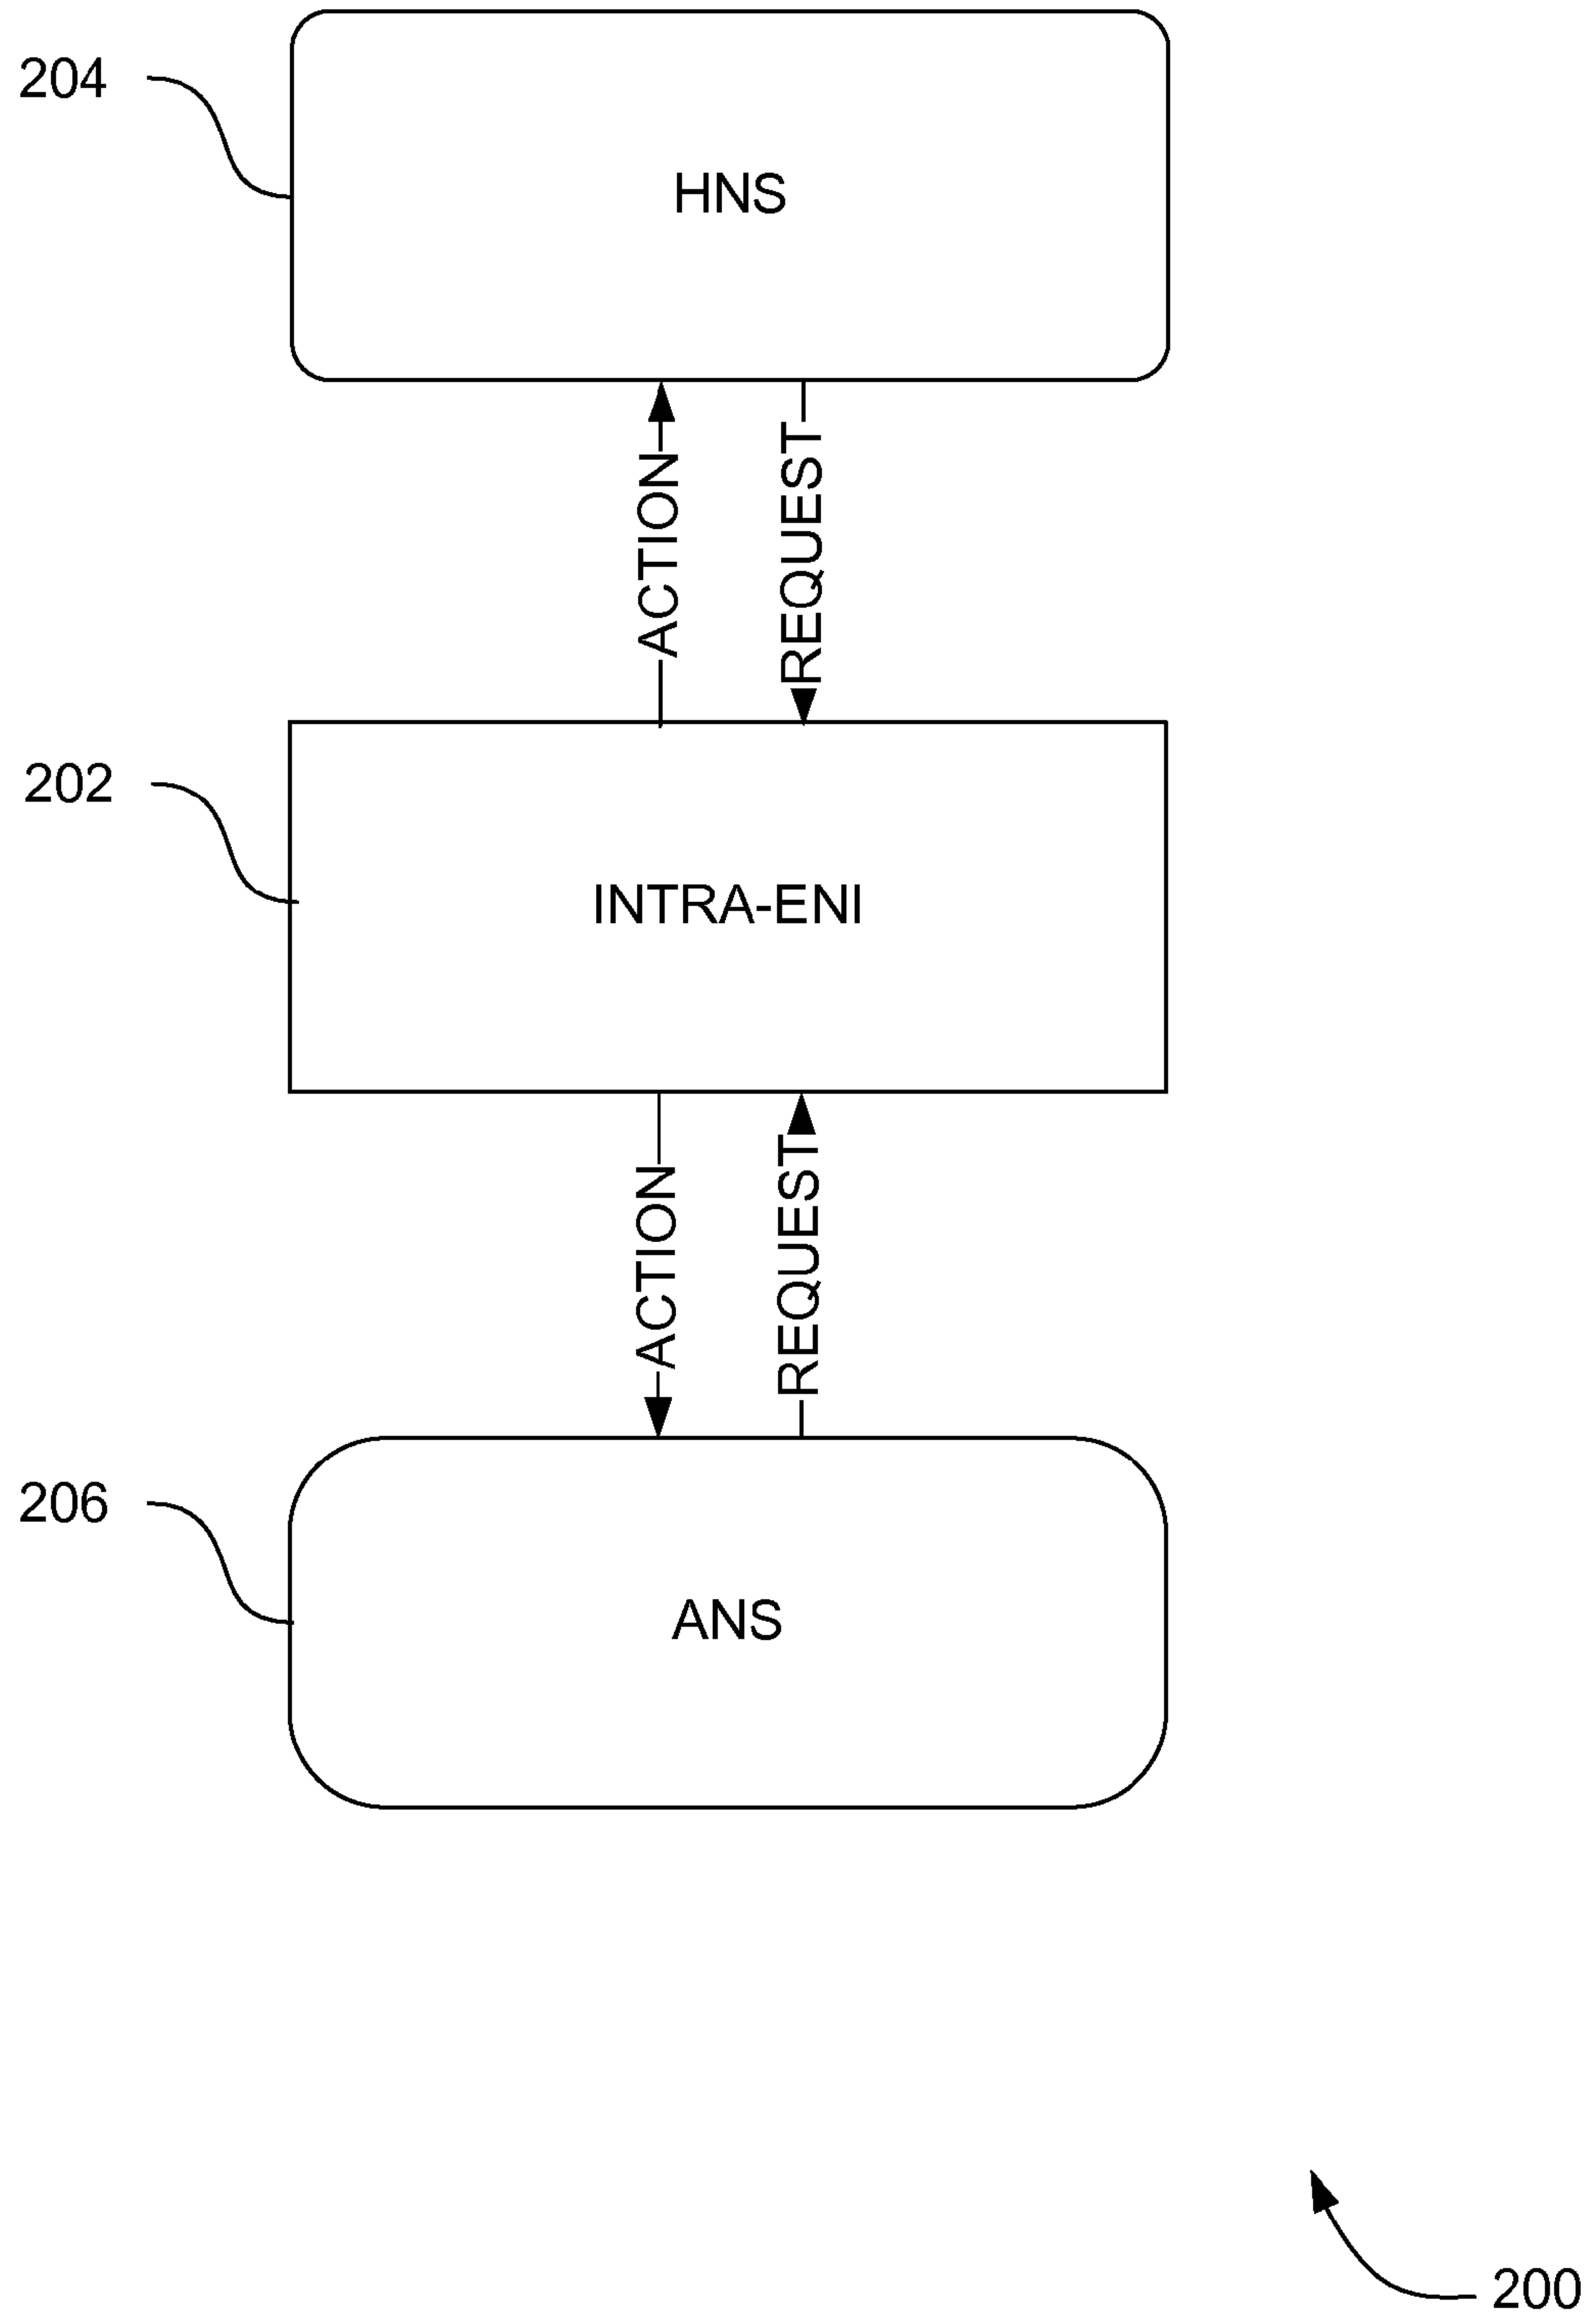 204
HNS
ACTION
REQUEST
202
INTRA-ENI
ACTION
REQUEST
206
ANS
200